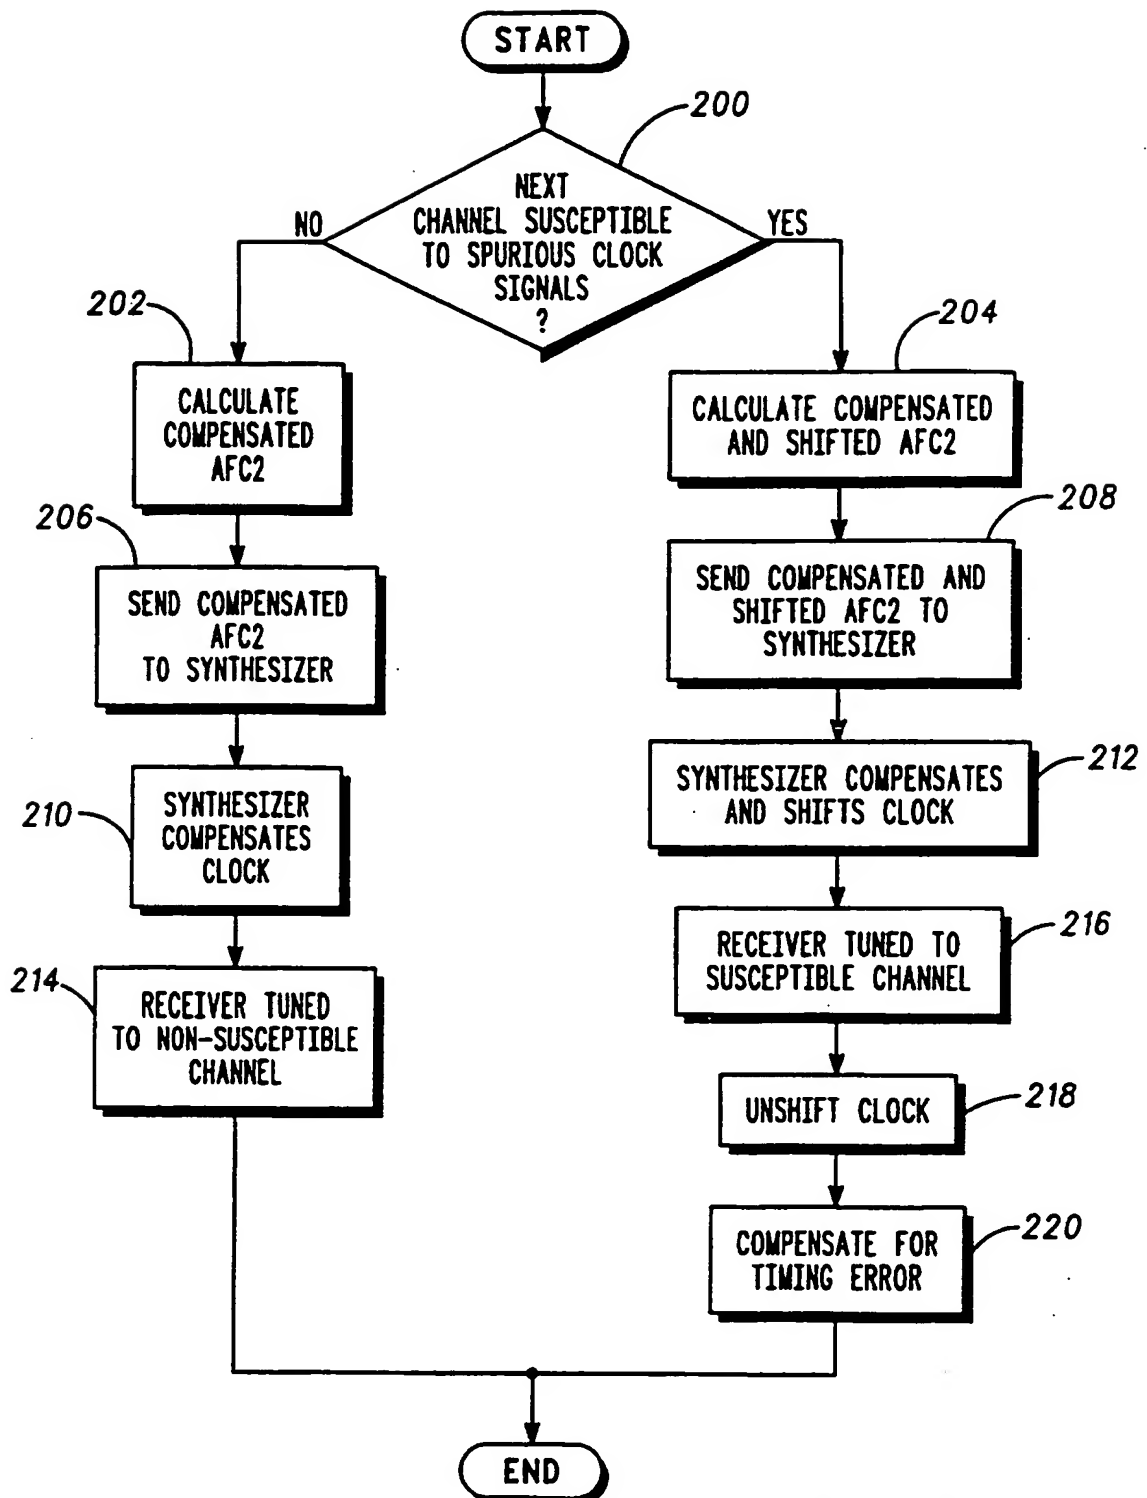 START
200
NEXT
CHANNEL SUSCEPTIBLE
TO SPURIOUS CLOCK
SIGNALS
?
NO
YES
202
CALCULATE
COMPENSATED
AFC2
204
CALCULATE COMPENSATED
AND SHIFTED AFC2
206
SEND COMPENSATED
AFC2
TO SYNTHESIZER
208
SEND COMPENSATED AND
SHIFTED AFC2 TO
SYNTHESIZER
210
SYNTHESIZER
COMPENSATES
CLOCK
212
SYNTHESIZER COMPENSATES
AND SHIFTS CLOCK
214
RECEIVER TUNED
TO NON-SUSCEPTIBLE
CHANNEL
216
RECEIVER TUNED TO
SUSCEPTIBLE CHANNEL
218
UNSHIFT CLOCK
220
COMPENSATE FOR
TIMING ERROR
END